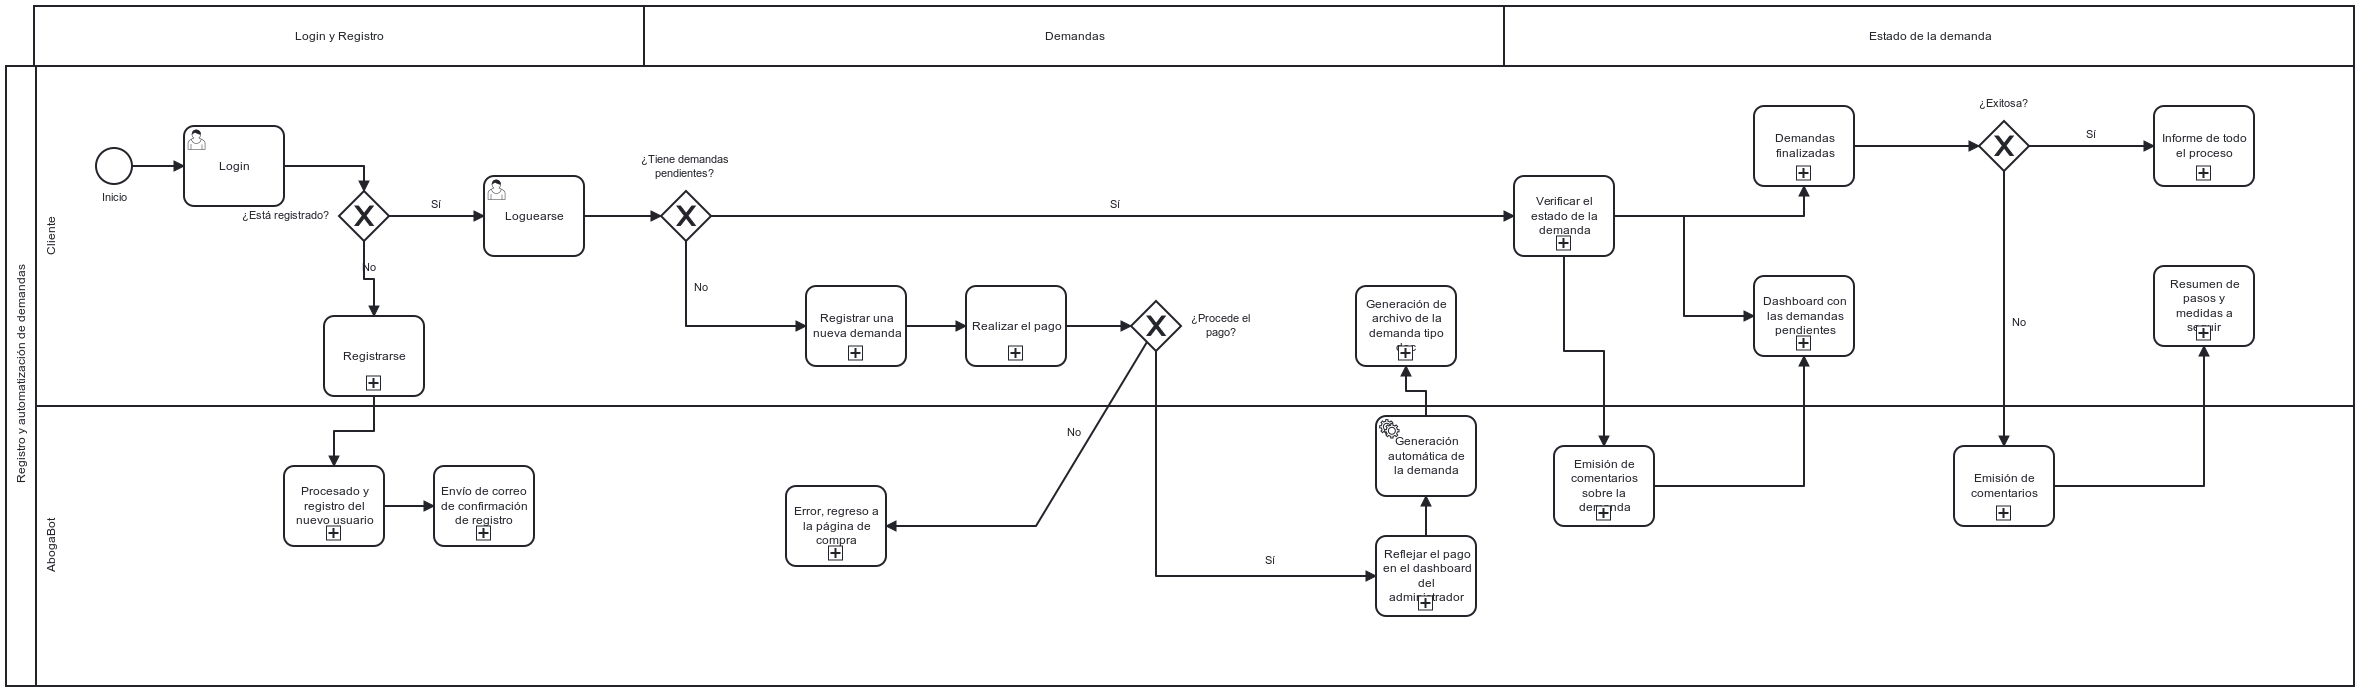 Login y Registro
Demandas
Estado de la demanda
Registro y automatización de demandas
Cliente
AbogaBot
Inicio
Login
¿Está registrado?
Sí
No
Loguearse
Registrarse
Procesado y
registro del
nuevo usuario
Envío de correo
de confirmación
de registro
¿Tiene demandas
pendientes?
Sí
No
Registrar una
nueva demanda
Realizar el pago
¿Procede el
pago?
No
Sí
Error, regreso a
la página de
compra
Reflejar el pago
en el dashboard
del
administrador
Generación
automática de
la demanda
Generación de
archivo de la
demanda tipo
doc
Verificar el
estado de la
demanda
Emisión de
comentarios
sobre la
demanda
Demandas
finalizadas
Dashboard con
las demandas
pendientes
¿Exitosa?
Sí
No
Informe de todo
el proceso
Emisión de
comentarios
Resumen de
pasos y
medidas a
seguir